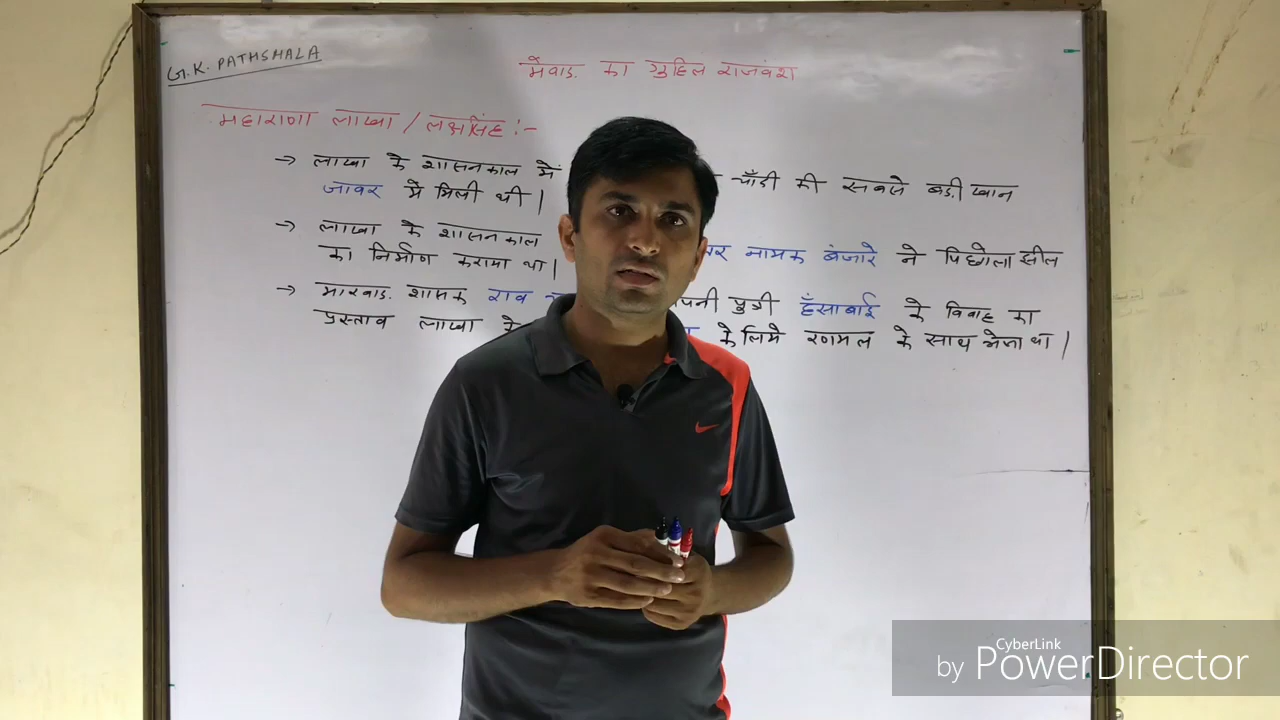 G.K. PATHSHALA
मेवाड़ का गुहिल राजवंश
महाराणा लाखा / लक्षसिंह :-
→ लाखा के शासनकाल में चाँदी की सबसे बड़ी खान
जावर में मिली थी |
→ लाखा के शासनकाल नामक बंजारे ने पिछोला झील
का निर्माण कराया था |
→ मारवाड़ शासक राव पुत्री हँसाबाई के विवाह का
प्रस्ताव लाखा के के लिये रणमल के साथ भेजा था |
CyberLink
by PowerDirector